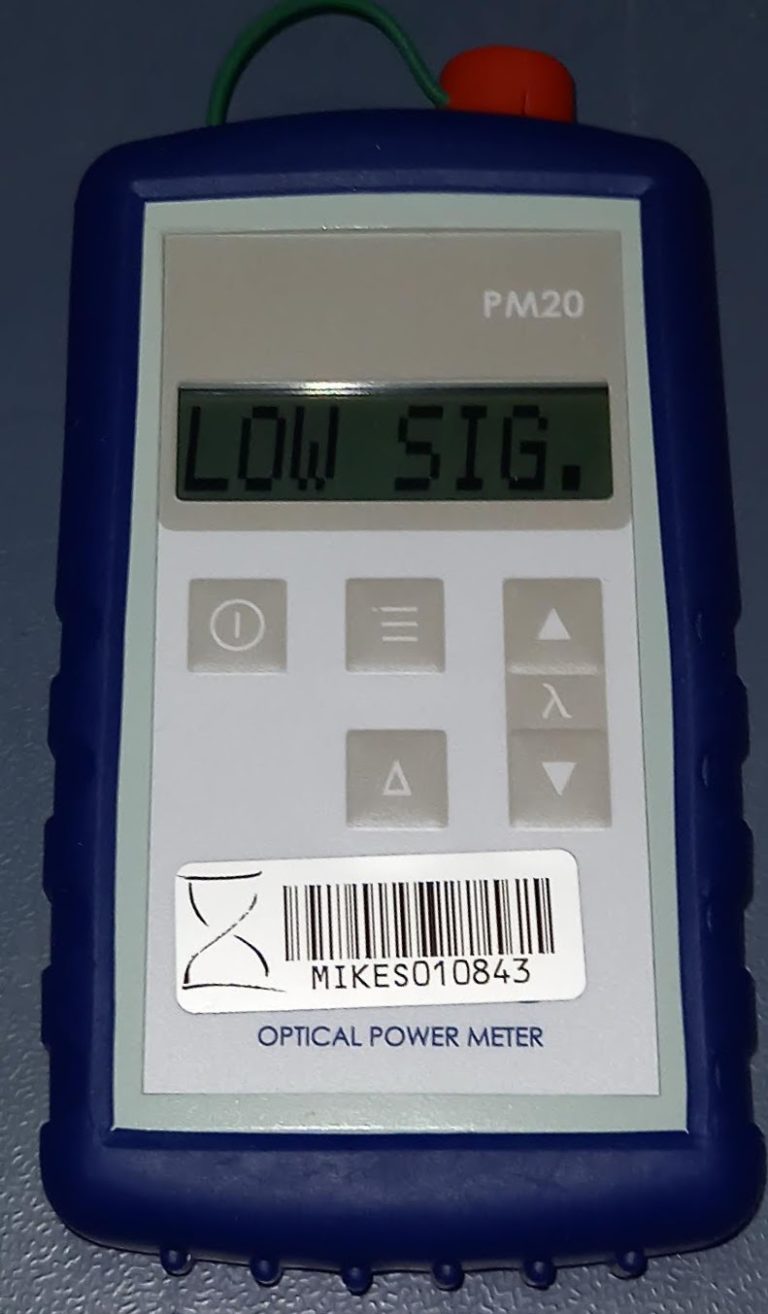 PM20
LOW SIG.
λ
Δ
MIKES010843
OPTICAL POWER METER